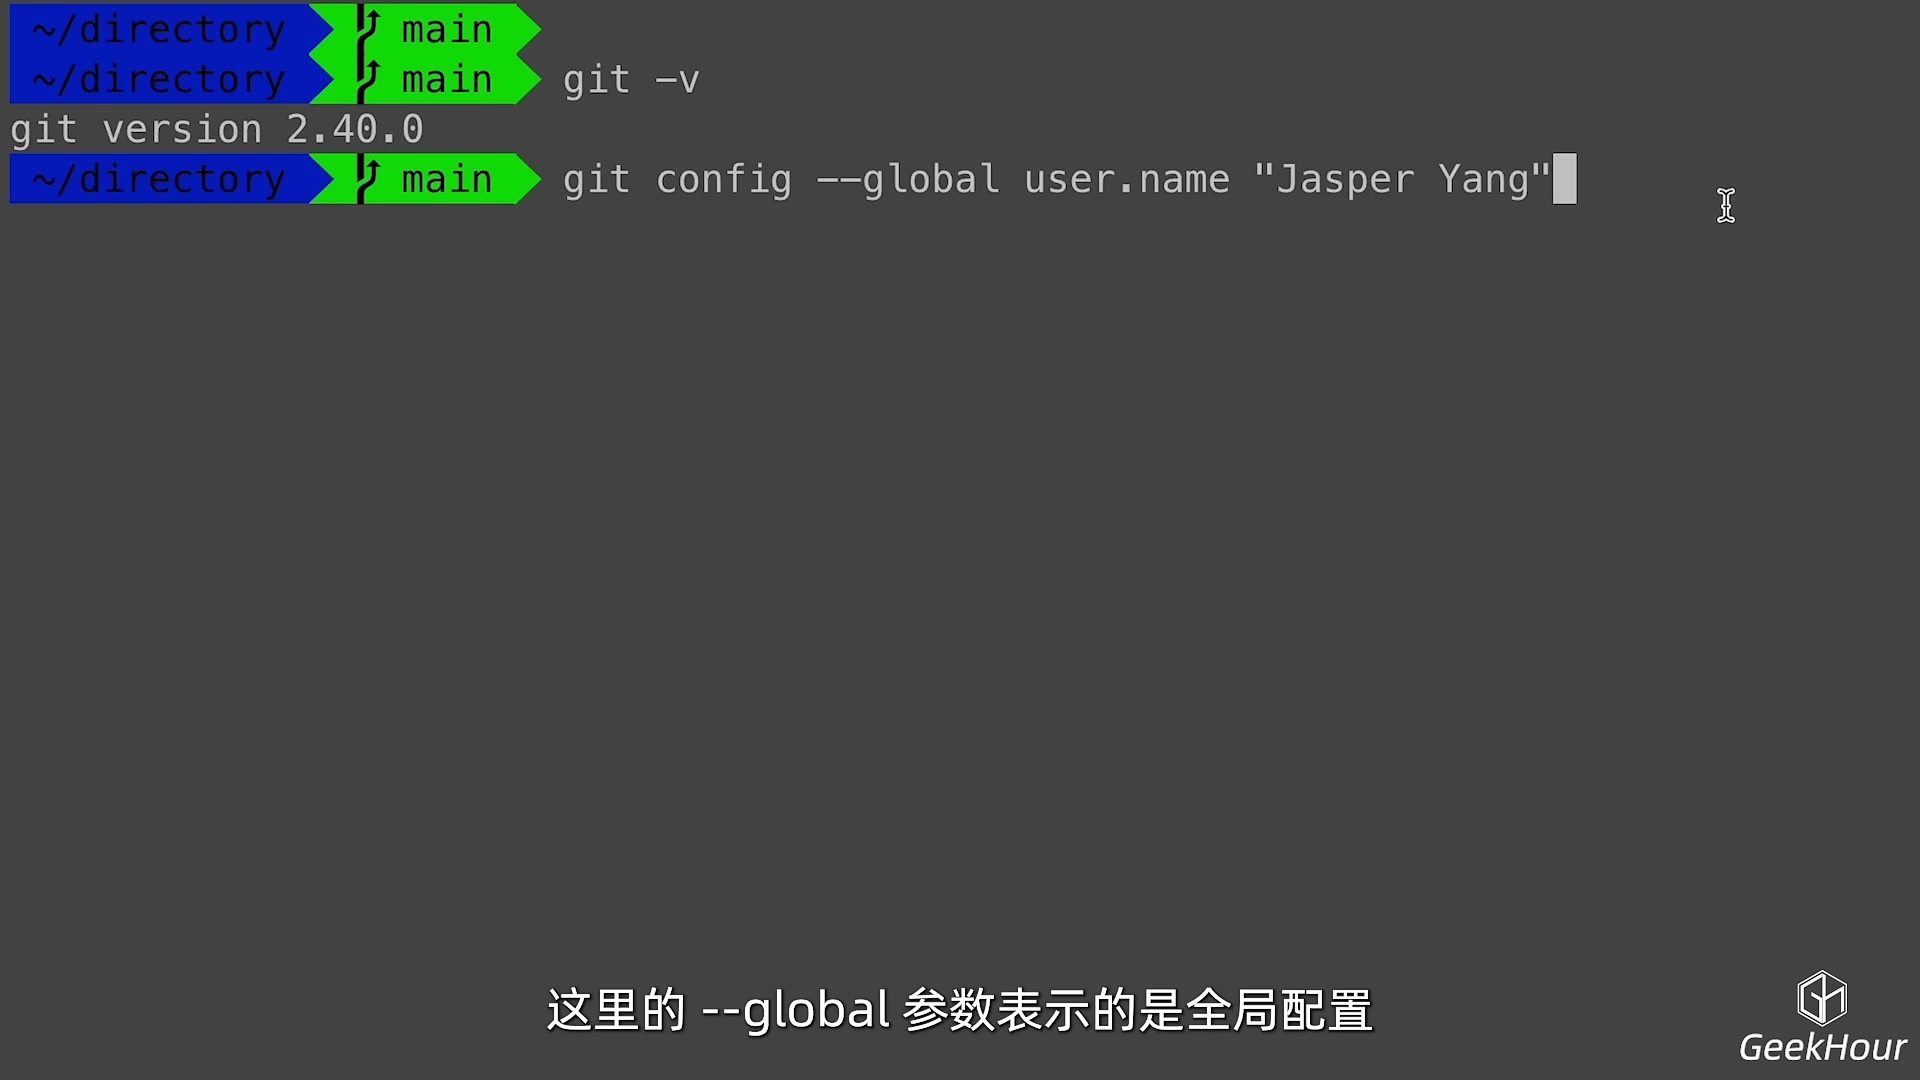 ~/directory main
~/directory main git -v
git version 2.40.0
~/directory main git config --global user.name "Jasper Yang"
这里的 --global 参数表示的是全局配置
GeekHour